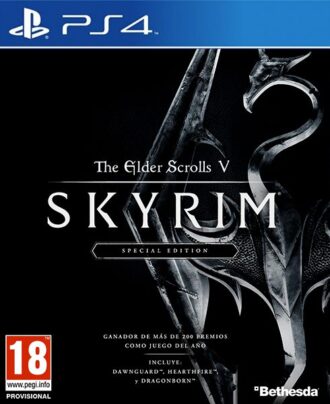 PS4
The Elder Scrolls V
SKYRIM
SPECIAL EDITION
GANADOR DE MÁS DE 200 PREMIOS
COMO JUEGO DEL AÑO
INCLUYE:
DAWNGUARD™, HEARTHFIRE™,
Y DRAGONBORN™
18
www.pegi.info
PROVISIONAL
Bethesda®